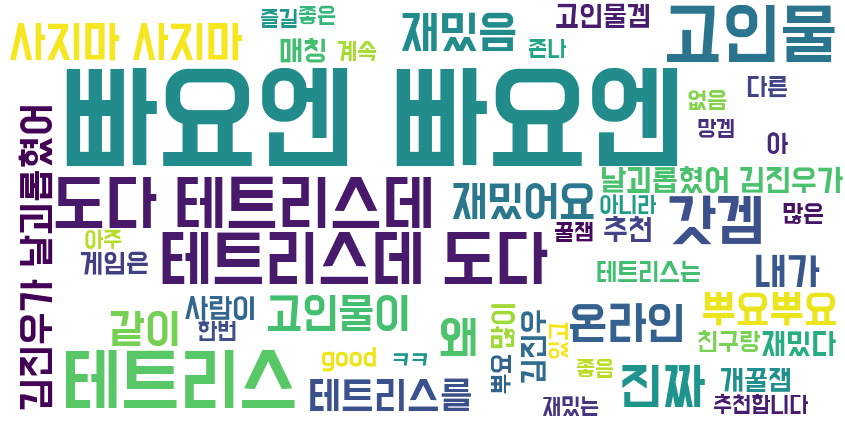 즐길 좋은
고인물겜
사지마 사지마
재밌음
고인물
매칭 계속
존나
빠요엔 빠요엔
다른
없음
망겜
아
김진우가 날괴롭혔어
도다 테트리스데
재밌어요
날괴롭혔어 김진우가
아니라
갓겜
많은
꿀잼
추천
아주
게임은
테트리스데 도다
테트리스는
내가
사람이
고인물이
뿌요뿌요
같이
한번
왜
많이
김진아
있고
온라인
친구랑
재밌다
테트리스
good
ㅋㅋ
뿌요
좋음
진짜
개꿀잼
테트리스를
재밌는
추천합니다